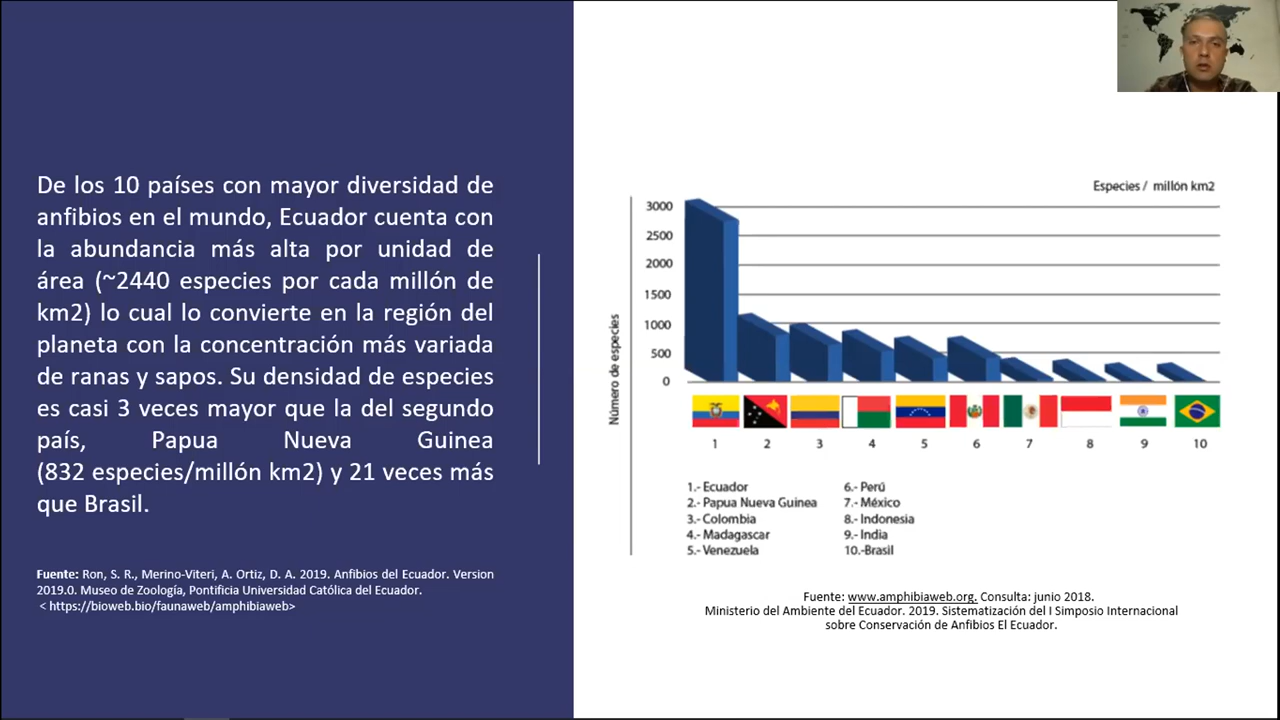 De los 10 países con mayor diversidad de
anfibios en el mundo, Ecuador cuenta con
la abundancia más alta por unidad de
área (~2440 especies por cada millón de
km2) lo cual lo convierte en la región del
planeta con la concentración más variada
de ranas y sapos. Su densidad de especies
es casi 3 veces mayor que la del segundo
país, Papua Nueva Guinea
(832 especies/millón km2) y 21 veces más
que Brasil.
Fuente: Ron, S. R., Merino-Viteri, A. Ortiz, D. A. 2019. Anfibios del Ecuador. Version
2019.0. Museo de Zoología, Pontificia Universidad Católica del Ecuador.
< https://bioweb.bio/faunaweb/amphibiaweb>
Especies / millón km2
Número de especies
3000
2500
2000
1500
1000
500
0
1 2 3 4 5 6 7 8 9 10
1.- Ecuador
2.- Papua Nueva Guinea
3.- Colombia
4.- Madagascar
5.- Venezuela
6.- Perú
7.- México
8.- Indonesia
9.- India
10.-Brasil
Fuente: www.amphibiaweb.org. Consulta: junio 2018.
Ministerio del Ambiente del Ecuador. 2019. Sistematización del I Simposio Internacional
sobre Conservación de Anfibios El Ecuador.